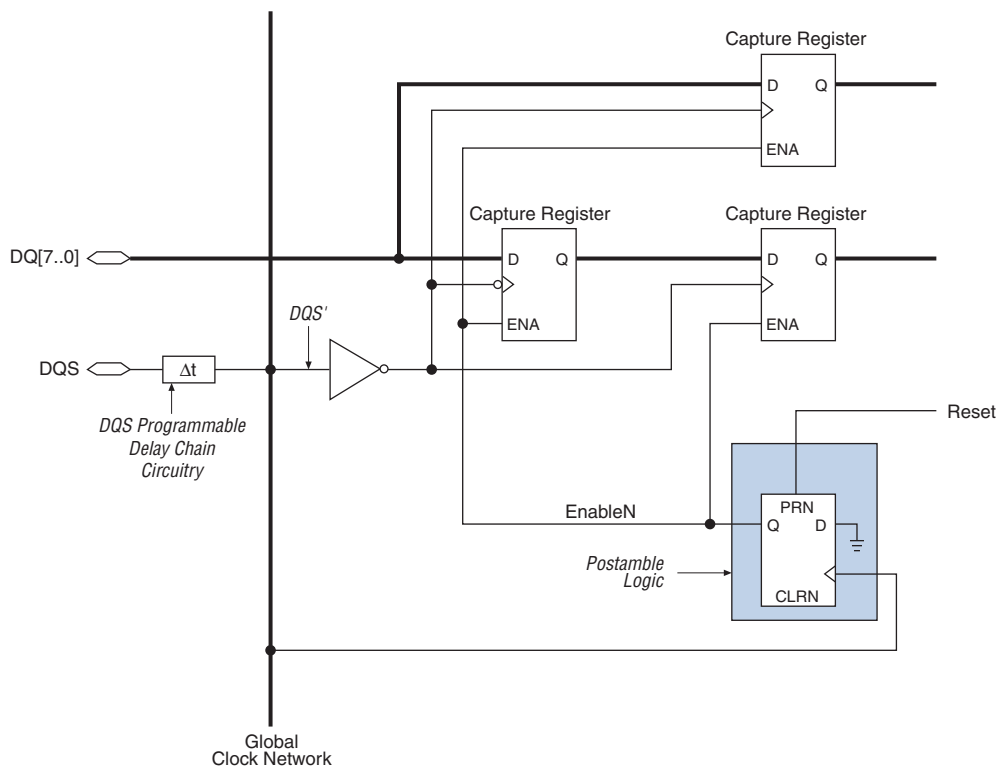 Capture Register
D Q
ENA
Capture Register
Capture Register
DQ[7..0]
D Q
D Q
ENA
ENA
DQS'
DQS
Δt
DQS Programmable
Delay Chain
Circuitry
Reset
PRN
EnableN
Q D
Postamble
Logic
CLRN
Global
Clock Network